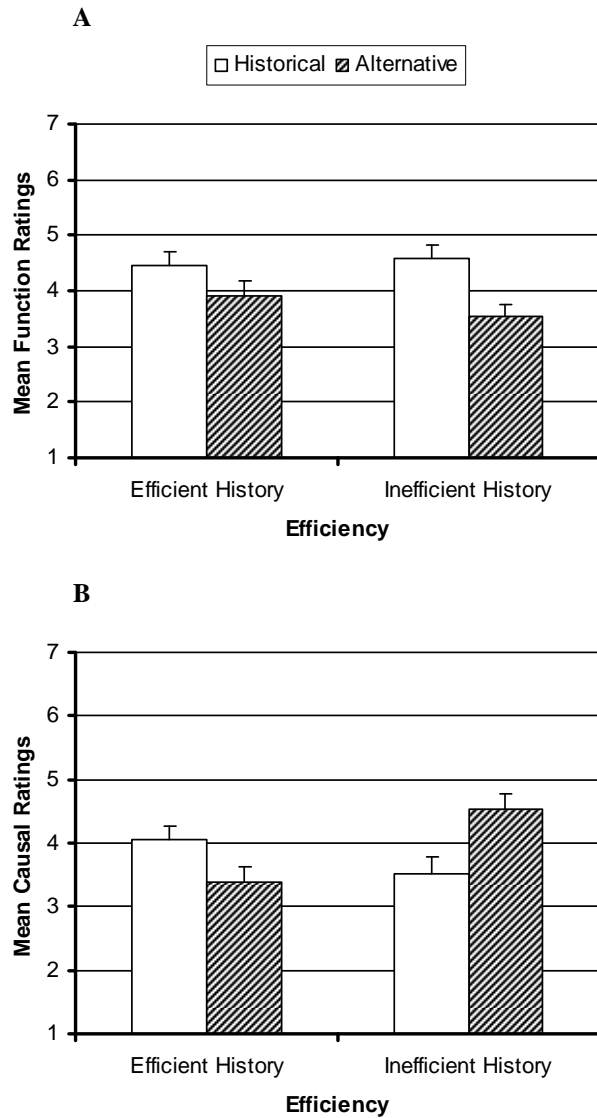 A
Historical Alternative
7
6
5
4
3
2
1
Mean Function Ratings
Efficient History Inefficient History
Efficiency
B
7
6
5
4
3
2
1
Mean Causal Ratings
Efficient History Inefficient History
Efficiency